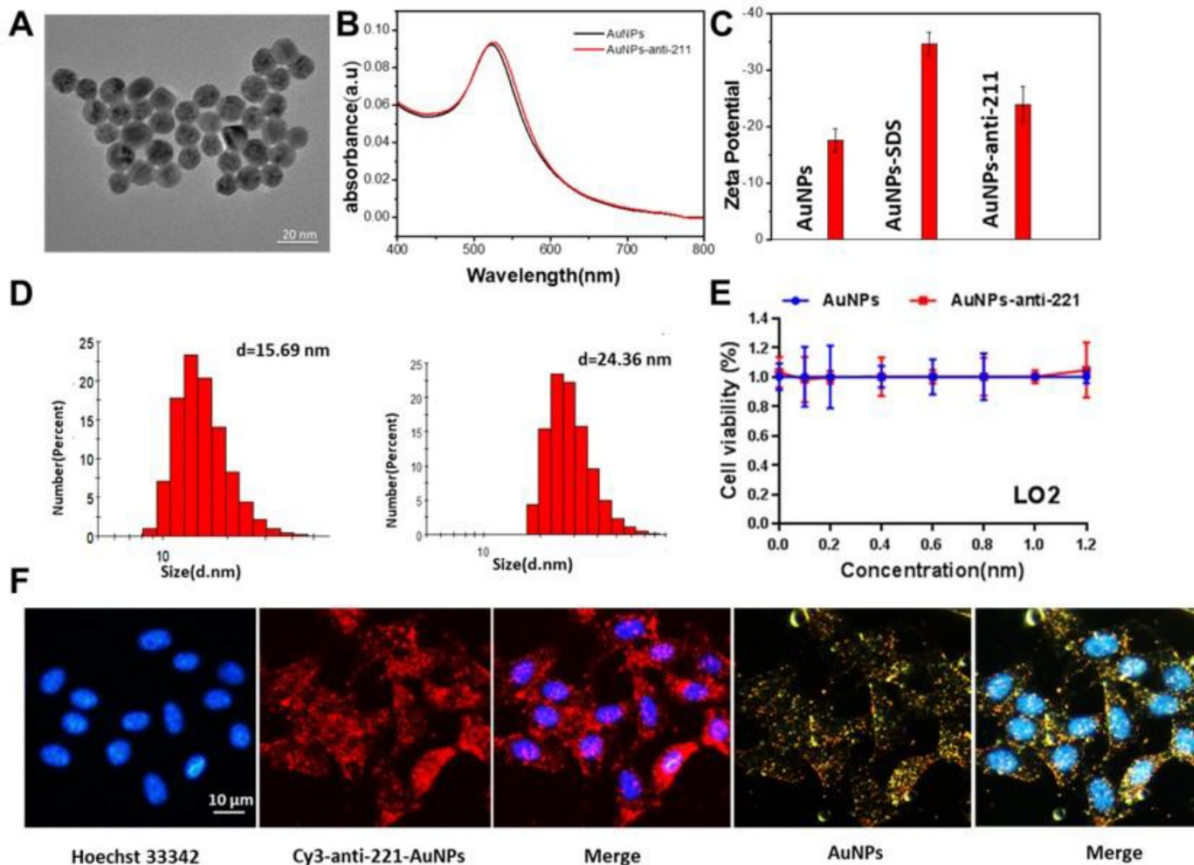 A
20 nm
B
AuNPs
AuNPs-anti-211
absorbance(a.u)
0.10
0.08
0.06
0.04
0.02
0.00
400 500 600 700 800
Wavelength(nm)
C
Zeta Potential
-40
-30
-20
-10
0
AuNPs
AuNPs-SDS
AuNPs-anti-211
D
d=15.69 nm
Number(Percent)
25
20
15
10
5
0
10
Size(d.nm)
d=24.36 nm
Number(Percent)
25
20
15
10
5
0
10
Size(d.nm)
E
AuNPs AuNPs-anti-221
Cell viability (%)
1.4
1.2
1.0
0.8
0.6
0.4
0.2
0.0
LO2
0.0 0.2 0.4 0.6 0.8 1.0 1.2
Concentration(nm)
F
10 μm
Hoechst 33342 Cy3-anti-221-AuNPs Merge AuNPs Merge